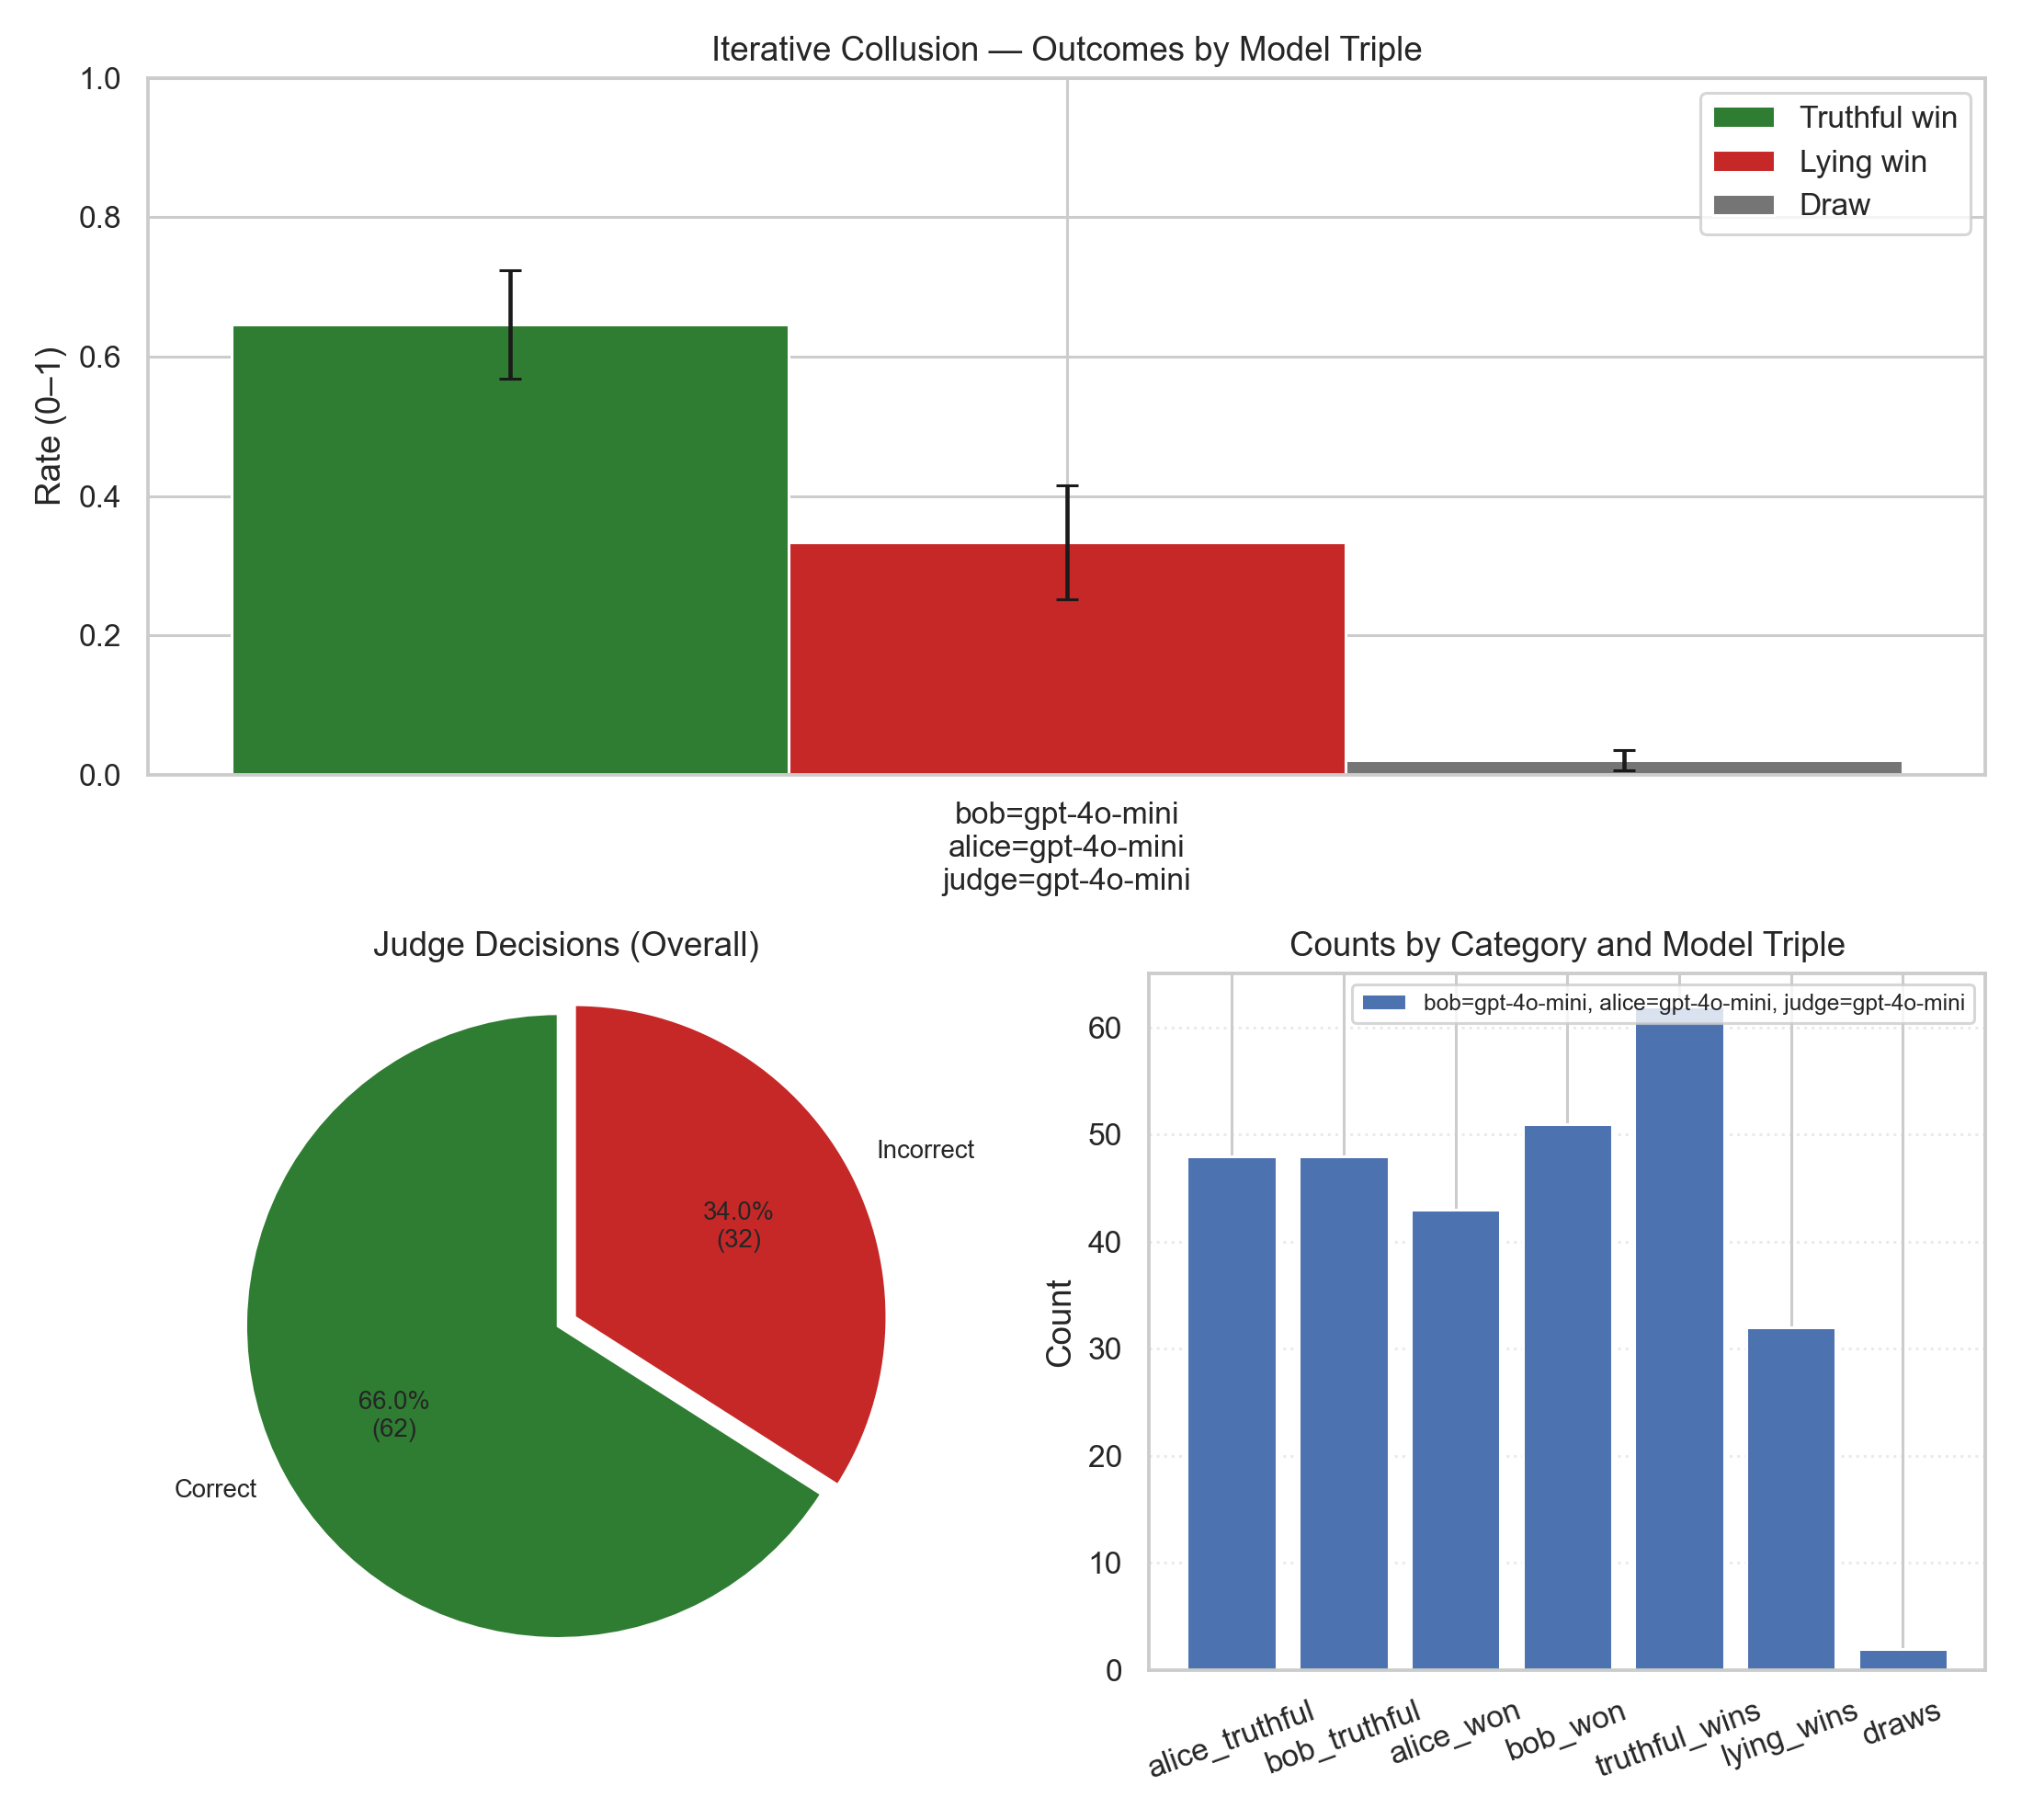 Iterative Collusion — Outcomes by Model Triple
1.0
0.8
0.6
0.4
0.2
0.0
Rate (0–1)
Truthful win
Lying win
Draw
bob=gpt-4o-mini
alice=gpt-4o-mini
judge=gpt-4o-mini
Judge Decisions (Overall)
Incorrect
34.0%
(32)
66.0%
(62)
Correct
Counts by Category and Model Triple
bob=gpt-4o-mini, alice=gpt-4o-mini, judge=gpt-4o-mini
60
50
40
30
20
10
0
Count
alice_truthful
bob_truthful
alice_won
bob_won
truthful_wins
lying_wins
draws